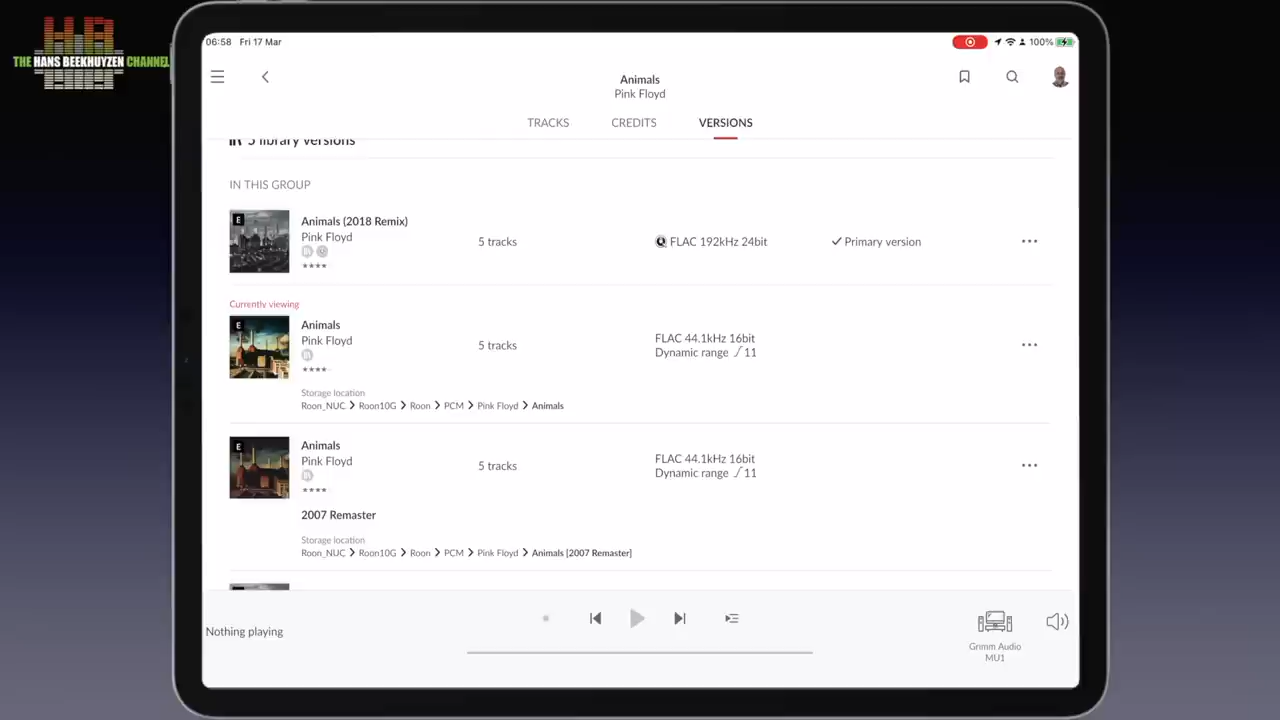 THE HANS BEEKHUYZEN CHANNEL
06:58 Fri 17 Mar
100%
Animals
Pink Floyd
TRACKS
CREDITS
VERSIONS
5 library versions
IN THIS GROUP
E
Animals (2018 Remix)
Pink Floyd
5 tracks
FLAC 192kHz 24bit
Primary version
Currently viewing
E
Animals
Pink Floyd
5 tracks
FLAC 44.1kHz 16bit
Dynamic range 11
Storage location
Roon_NUC > Roon10G > Roon > PCM > Pink Floyd > Animals
E
Animals
Pink Floyd
5 tracks
FLAC 44.1kHz 16bit
Dynamic range 11
2007 Remaster
Storage location
Roon_NUC > Roon10G > Roon > PCM > Pink Floyd > Animals [2007 Remaster]
Nothing playing
Grimm Audio
MU1